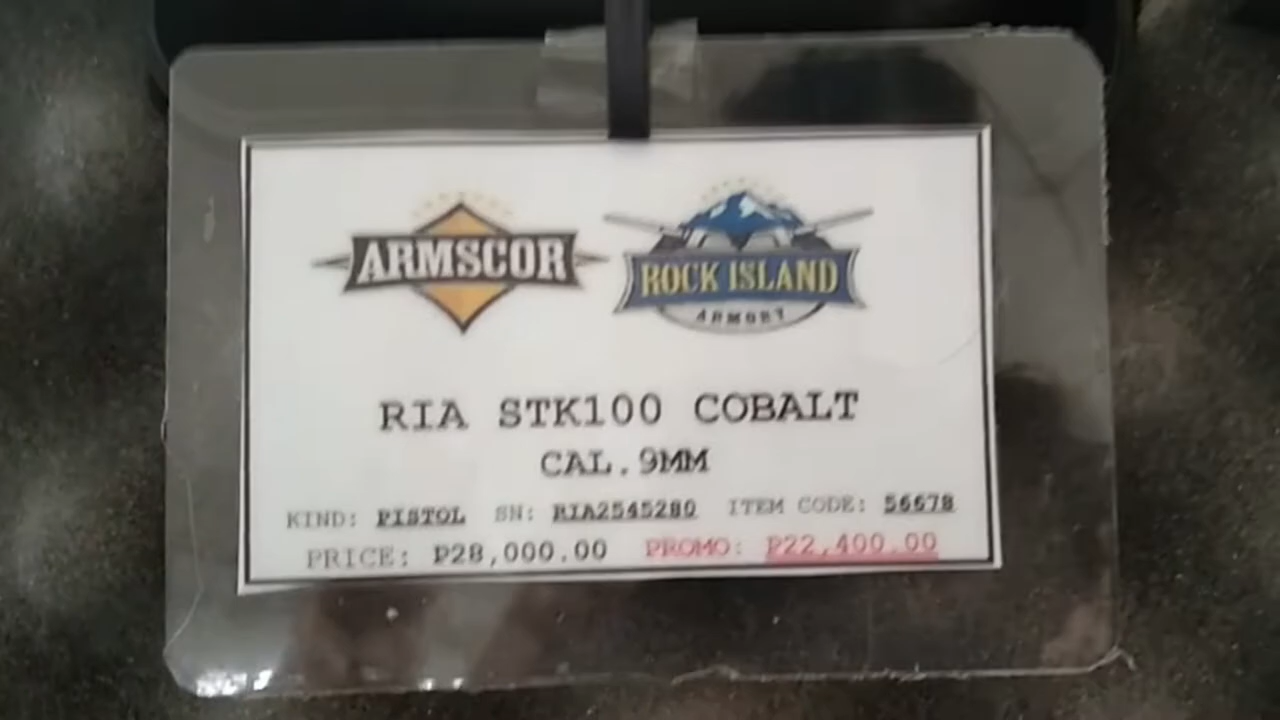 ARMSCOR
ROCK ISLAND
ARMORY
RIA STK100 COBALT
CAL.9MM
KIND: PISTOL SN: RIA2545280 ITEM CODE: 56678
PRICE: P28,000.00 PROMO: P22,400.00